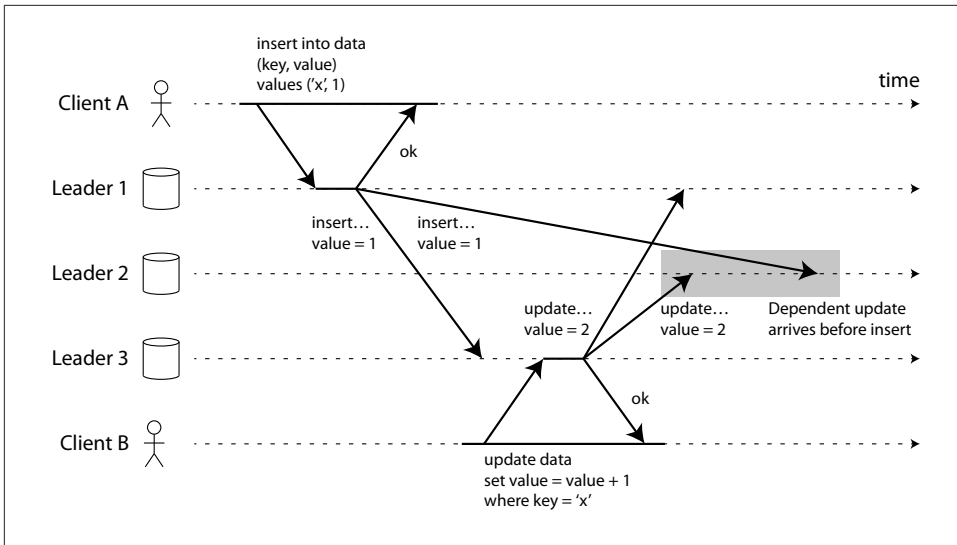 insert into data
(key, value)
values (’x’, 1)
time
Client A
ok
Leader 1
insert…
value = 1
insert…
value = 1
Leader 2
update…
value = 2
update…
value = 2
Dependent update
arrives before insert
Leader 3
ok
Client B
update data
set value = value + 1
where key = ‘x’